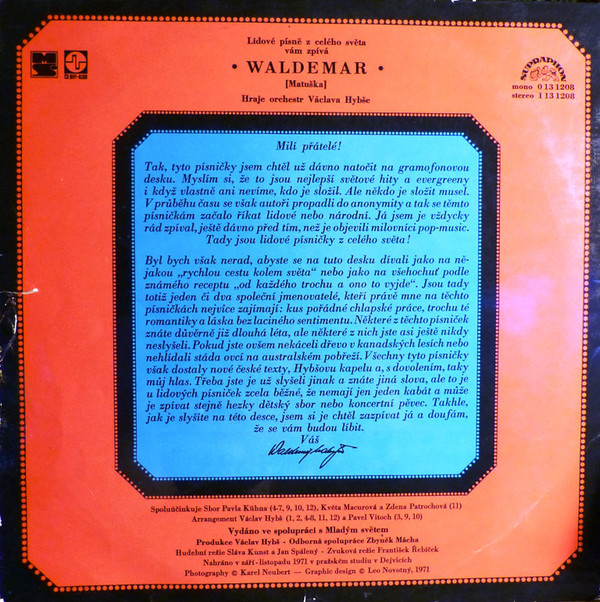 Lidové písně z celého světa
vám zpívá
• WALDEMAR •
[Matuška]
Hraje orchestr Václava Hybše
SUPRAPHON
mono 0 13 1208
stereo 1 13 1208
Milí přátelé!
Tak, tyto písničky jsem chtěl už dávno natočit na gramofonovou
desku. Myslím si, že to jsou nejlepší světové hity a evergreeny
i když vlastně ani nevíme, kdo je složil. Ale někdo je složit musel.
V průběhu času se však autoři propadli do anonymity a tak se těmto
písničkám začalo říkat lidové nebo národní. Já jsem je vždycky
rád zpíval, ještě dávno před tím, než je objevili milovníci pop-music.
Tady jsou lidové písničky z celého světa!
Byl bych však nerad, abyste se na tuto desku dívali jako na ně-
jakou „rychlou cestu kolem světa“ nebo jako na všehochuť podle
známého receptu „od každého trochu a ono to vyjde“. Jsou tady
totiž jeden či dva společní jmenovatelé, kteří právě mne na těchto
písničkách nejvíce zajímají: kus pořádné chlapské práce, trochu té
romantiky a láska bez laciného sentimentu. Některé z těchto písniček
znáte důvěrně již dlouhá léta, ale některé z nich jste asi ještě nikdy
neslyšeli. Pokud jste ovšem nekáceli dřevo v kanadských lesích nebo
nehlídali stáda ovcí na australském pobřeží. Všechny tyto písničky
však dostaly nové české texty, Hybšovu kapelu a, s dovolením, taky
můj hlas. Třeba jste je už slyšeli jinak a znáte jiná slova, ale to je
u lidových písniček zcela běžné, že nemají jen jeden kabát a může
je zpívat stejně hezky dětský sbor nebo koncertní pěvec. Takhle,
jak je slyšíte na této desce, jsem si je chtěl zazpívat já a doufám,
že se vám budou líbit.
Váš
Spoluúčinkuje Sbor Pavla Kühna (4-7, 9, 10, 12), Květa Macurová a Zdena Patrochová (11)
Arrangement Václav Hybš (1, 2, 4-8, 11, 12) a Pavel Vitoch (3, 9, 10)
Vydáno ve spolupráci s Mladým světem
Produkce Václav Hybš - Odborná spolupráce Zbyněk Mácha
Hudební režie Sláva Kunst a Jan Spálený - Zvuková režie František Řebíček
Nahráno v září - listopadu 1971 v pražském studiu v Dejvicích
Photography © Karel Neubert — Graphic design © Leo Novotný, 1971